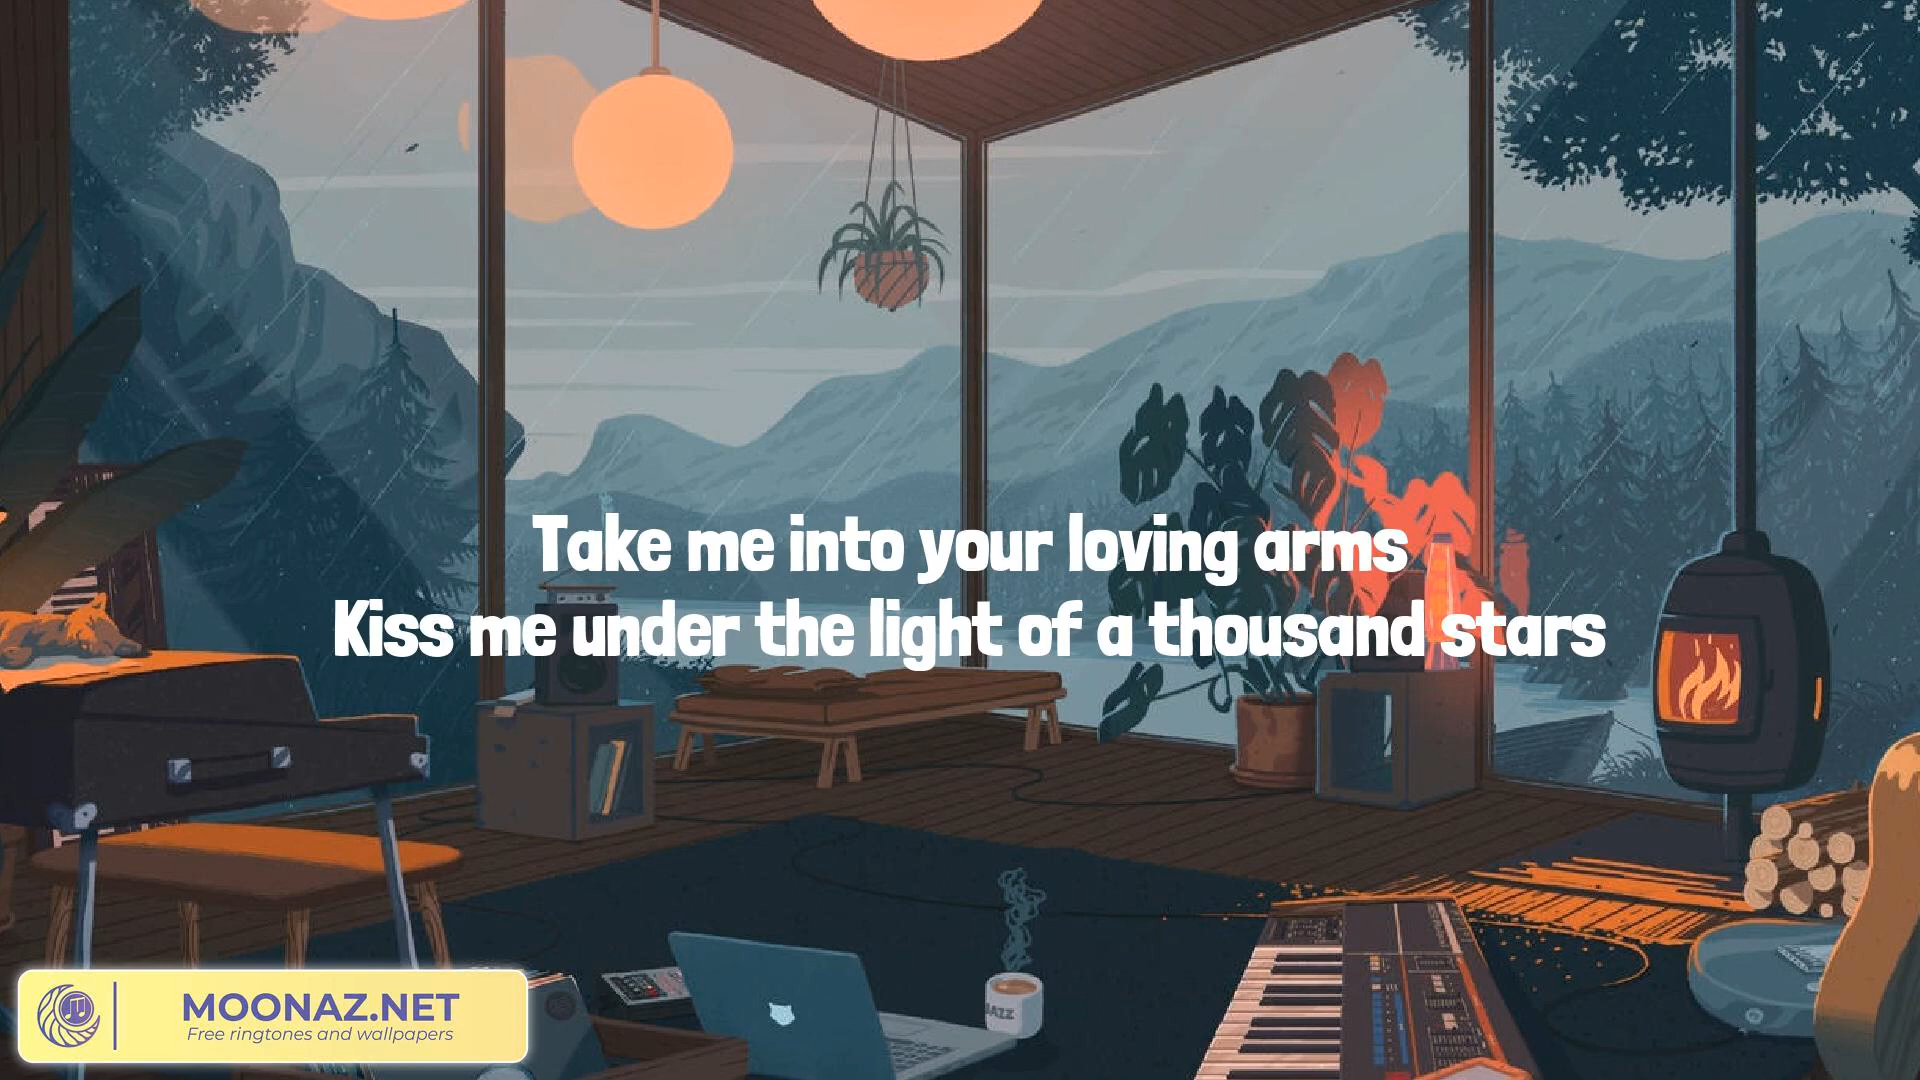 Take me into your loving arms
Kiss me under the light of a thousand stars
JAZZ
MOONAZ.NET
Free ringtones and wallpapers